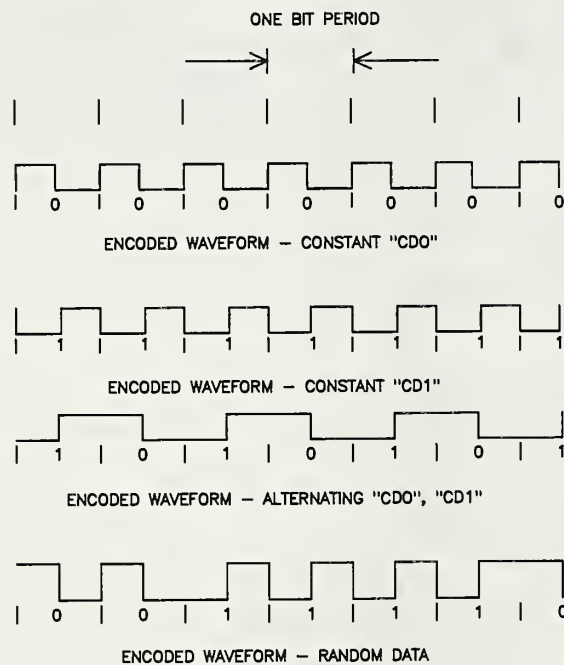 ONE BIT PERIOD
0 0 0 0 0 0 0
ENCODED WAVEFORM – CONSTANT "CD0"
1 1 1 1 1 1 1
ENCODED WAVEFORM – CONSTANT "CD1"
1 0 1 0 1 0 1
ENCODED WAVEFORM – ALTERNATING "CD0", "CD1"
0 0 1 1 1 1 0
ENCODED WAVEFORM – RANDOM DATA